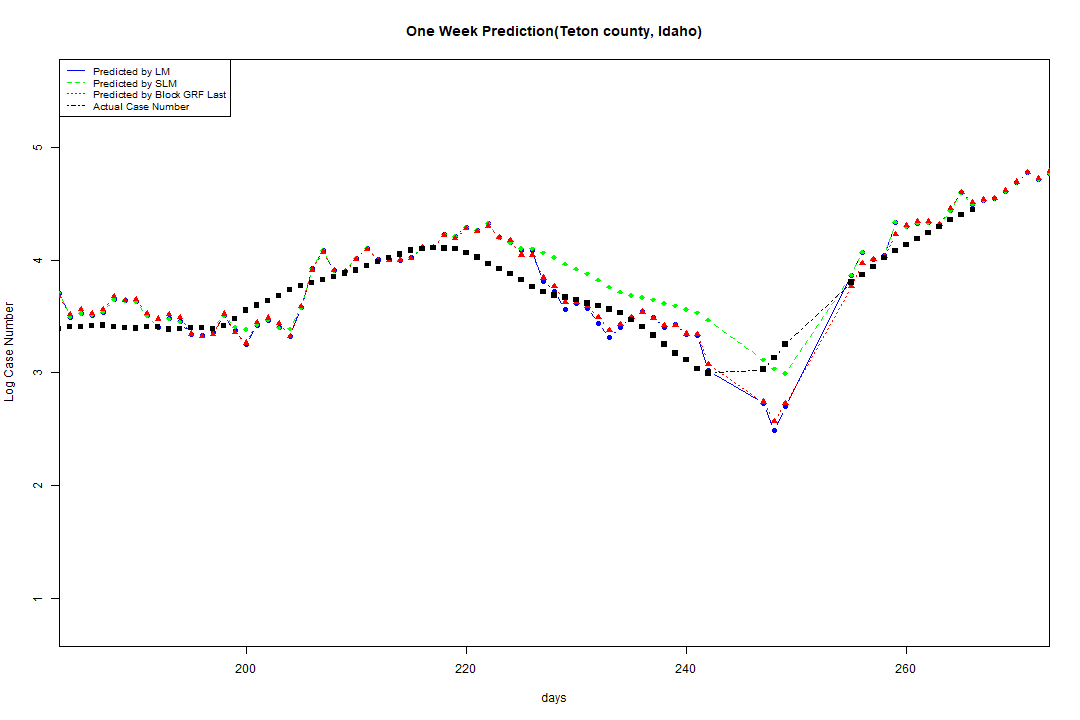 One Week Prediction(Teton county, Idaho)
Predicted by LM
Predicted by SLM
Predicted by Block GRF Last
Actual Case Number
5
4
3
2
1
Log Case Number
200 220 240 260
days